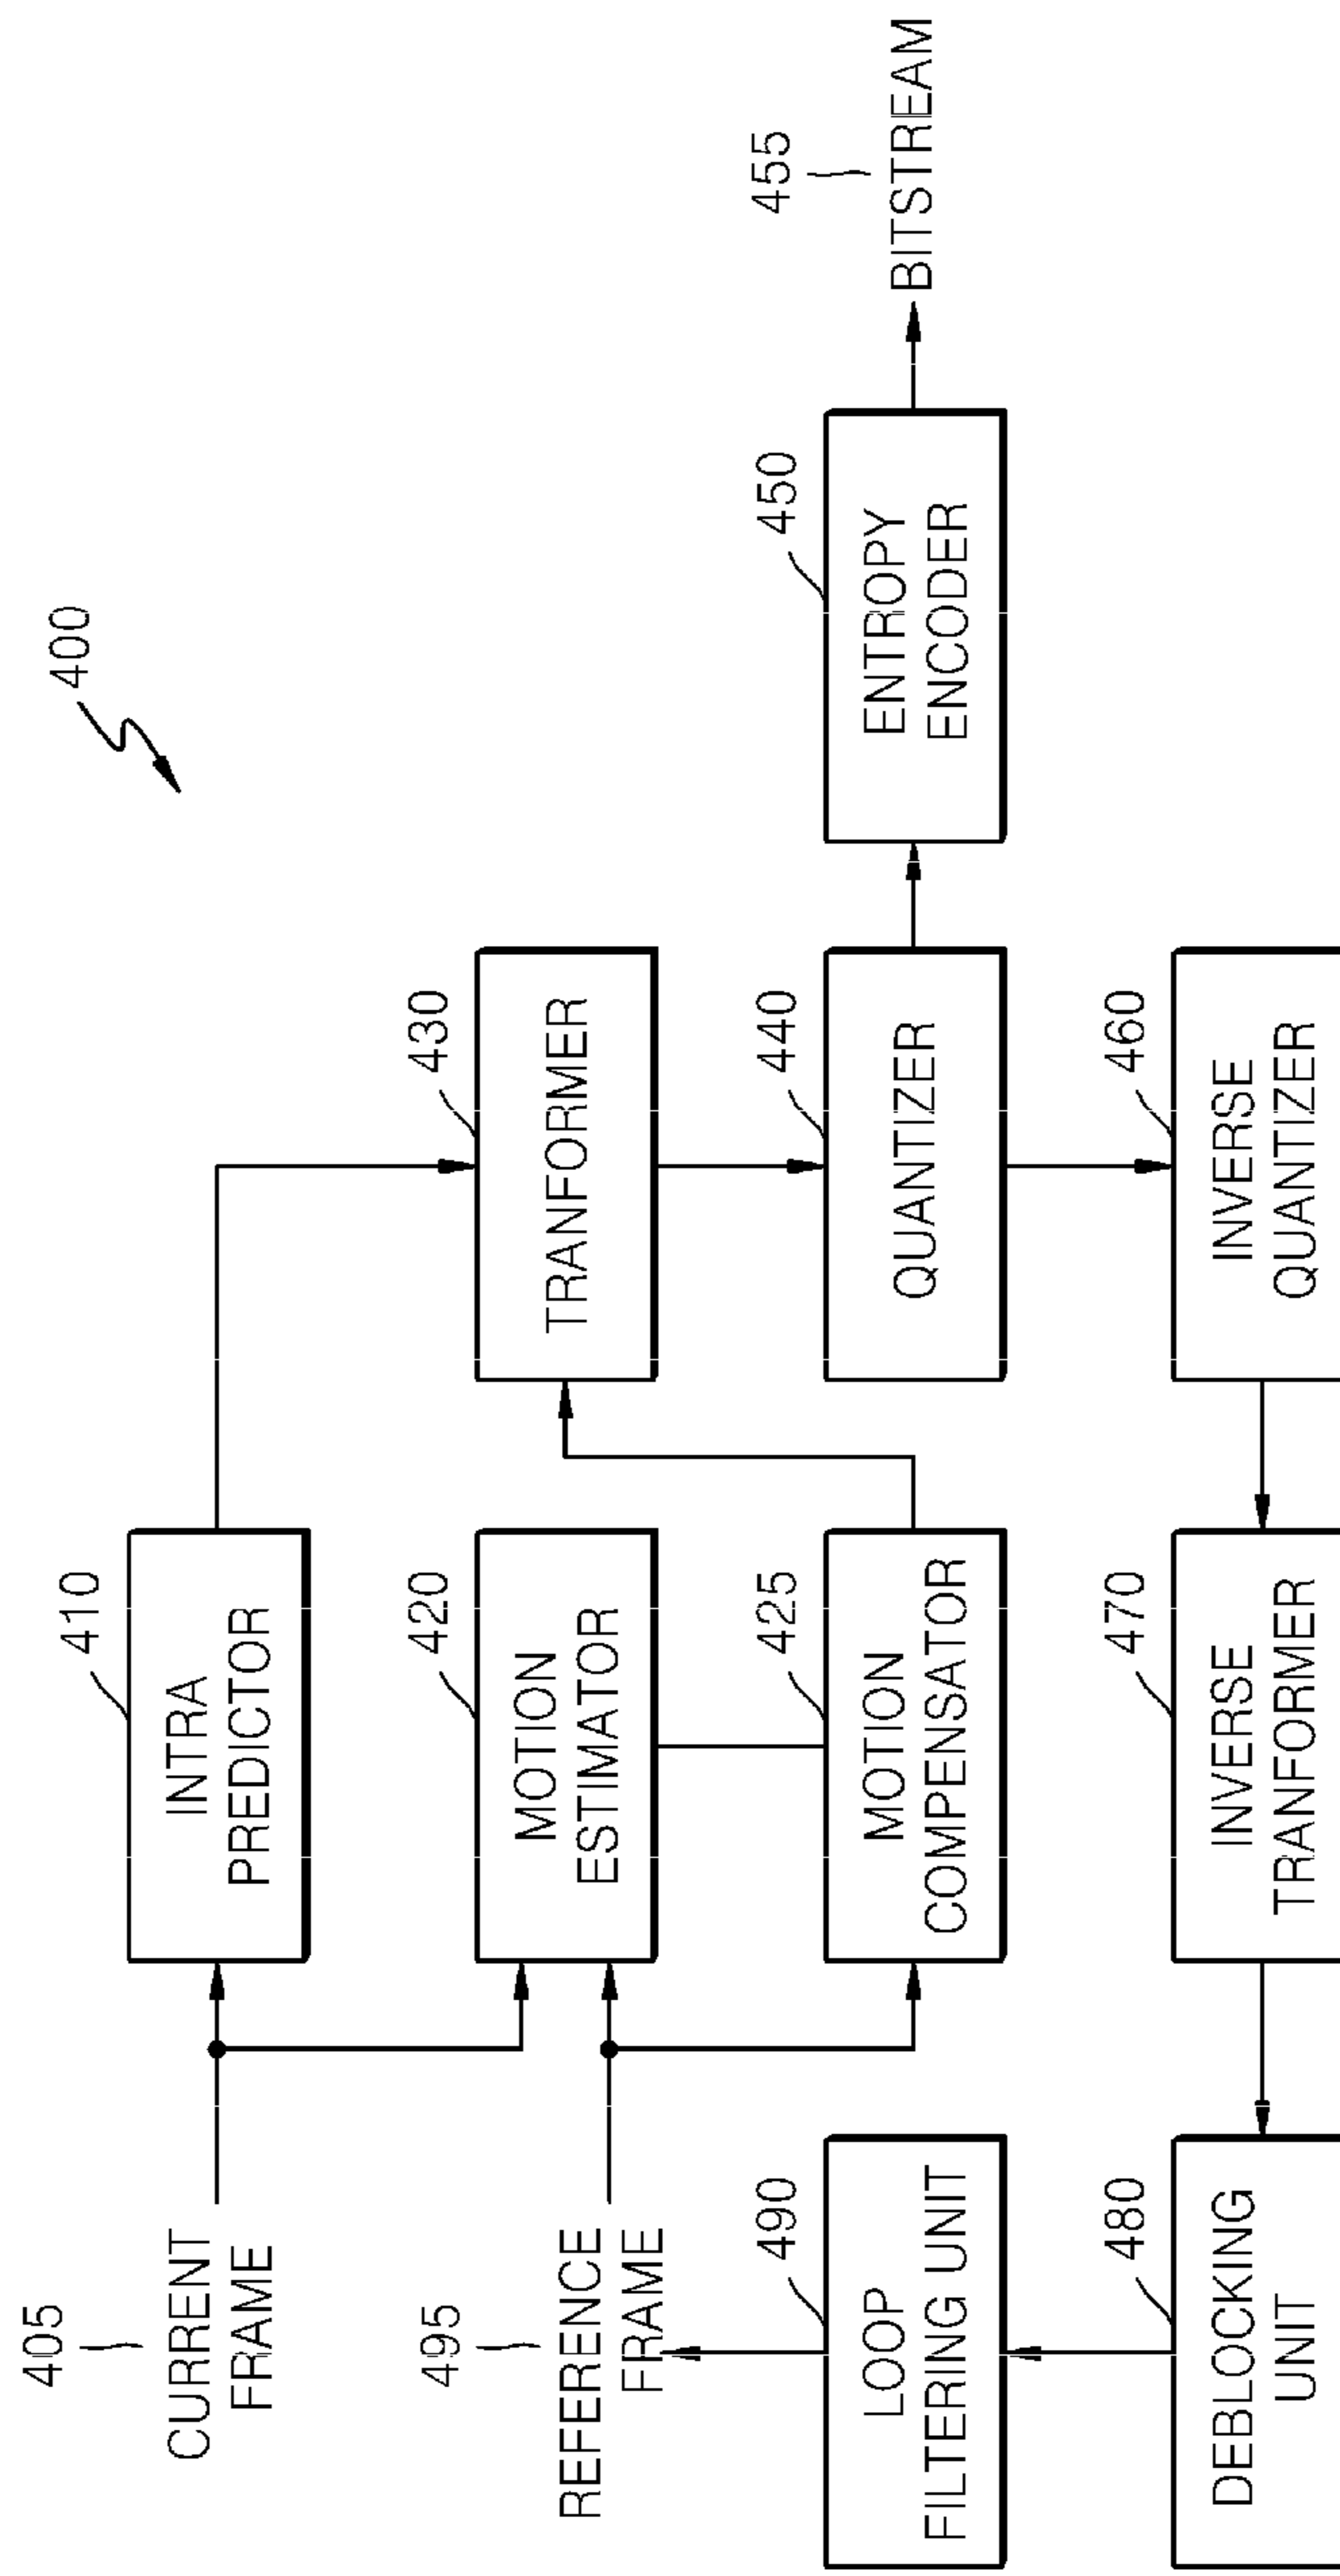 400
405
CURRENT
FRAME
410
INTRA
PREDICTOR
495
REFERENCE
FRAME
420
MOTION
ESTIMATOR
430
TRANFORMER
490
LOOP
FILTERING UNIT
425
MOTION
COMPENSATOR
440
QUANTIZER
450
ENTROPY
ENCODER
455
BITSTREAM
480
DEBLOCKING
UNIT
470
INVERSE
TRANFORMER
460
INVERSE
QUANTIZER